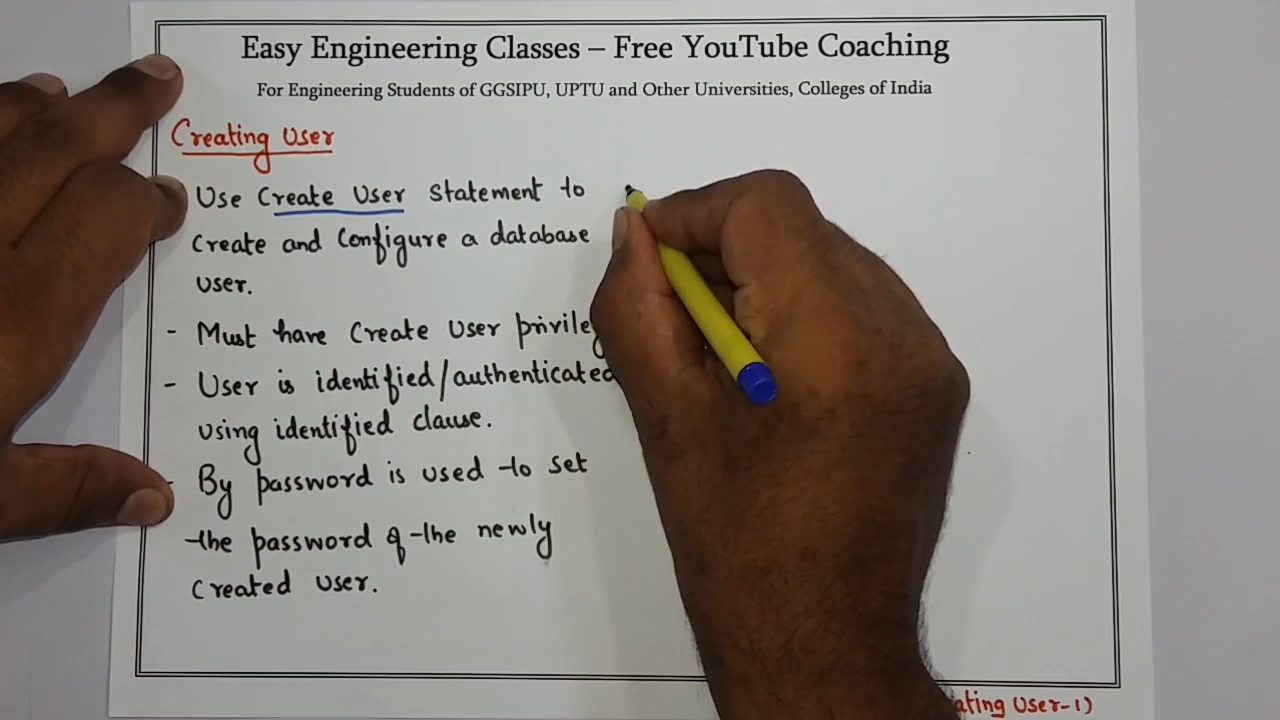 Easy Engineering Classes – Free YouTube Coaching
For Engineering Students of GGSIPU, UPTU and Other Universities, Colleges of India
Creating User
Use Create User statement to
create and configure a database
user.
- Must have create user
- User is identified/authenticated
using identified clause.
- By password is used to set
the password of the newly
created user.
User-1)